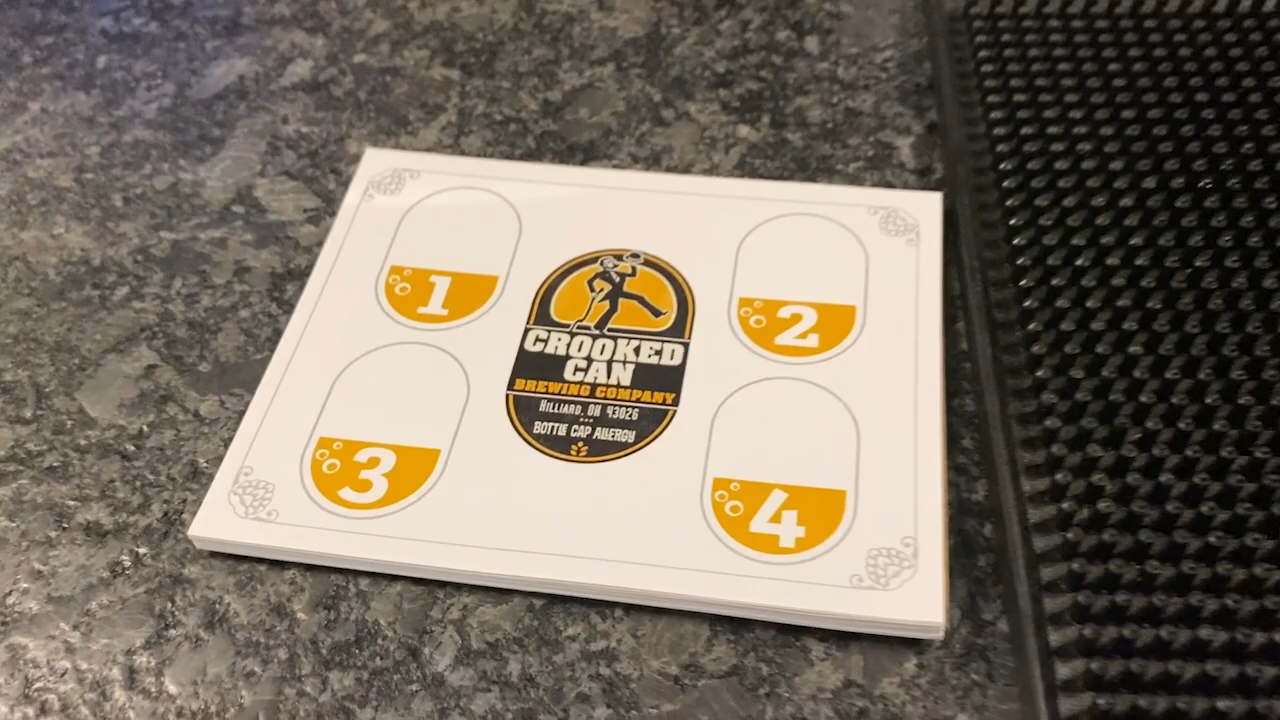 1
2
CROOKED
CAN
BREWING COMPANY
HILLIARD, OH 43026
BOTTLE CAP ALLERGY
3
4